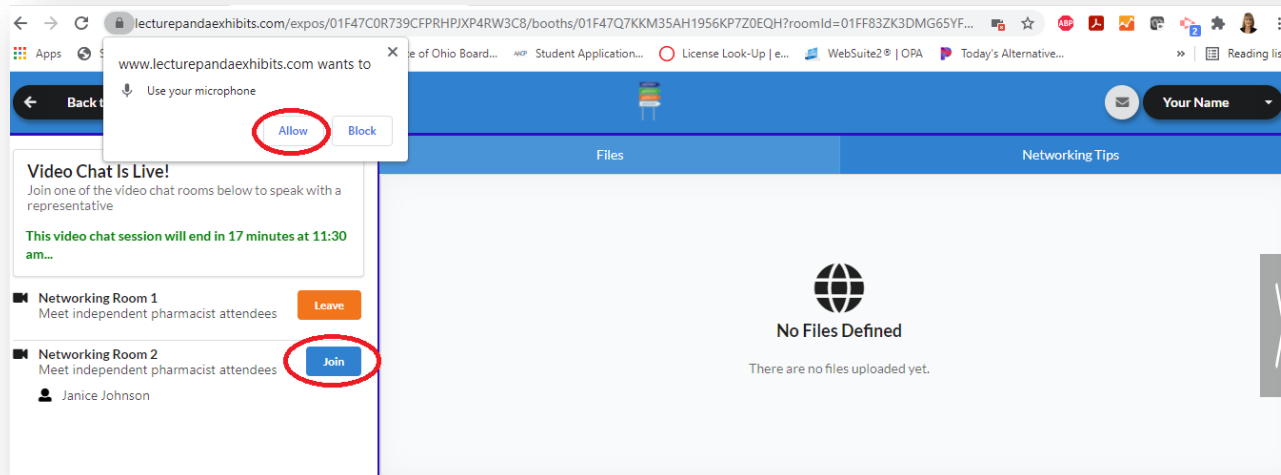 lecturepandaexhibits.com/expos/01F47C0R739CFPRHPJXP4RW3C8/booths/01F47Q7KKM35AH1956KP7Z0EQH?roomId=01FF83ZK3DMG65YF...
ABP
2
Apps
e of Ohio Board...
Student Application...
License Look-Up | e...
WebSuite2® | OPA
Today's Alternative...
»
Reading lis
www.lecturepandaexhibits.com wants to
Use your microphone
Allow
Block
Back t
Your Name
Files
Networking Tips
Video Chat Is Live!
Join one of the video chat rooms below to speak with a
representative
This video chat session will end in 17 minutes at 11:30
am...
Networking Room 1
Meet independent pharmacist attendees
Leave
Networking Room 2
Meet independent pharmacist attendees
Join
Janice Johnson
No Files Defined
There are no files uploaded yet.